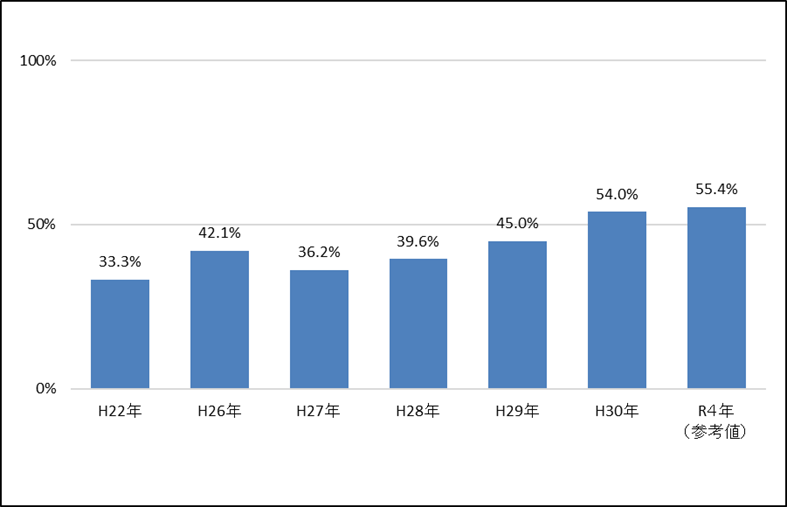 100%
50%
0%
33.3%
42.1%
36.2%
39.6%
45.0%
54.0%
55.4%
H22年
H26年
H27年
H28年
H29年
H30年
R４年
（参考値）